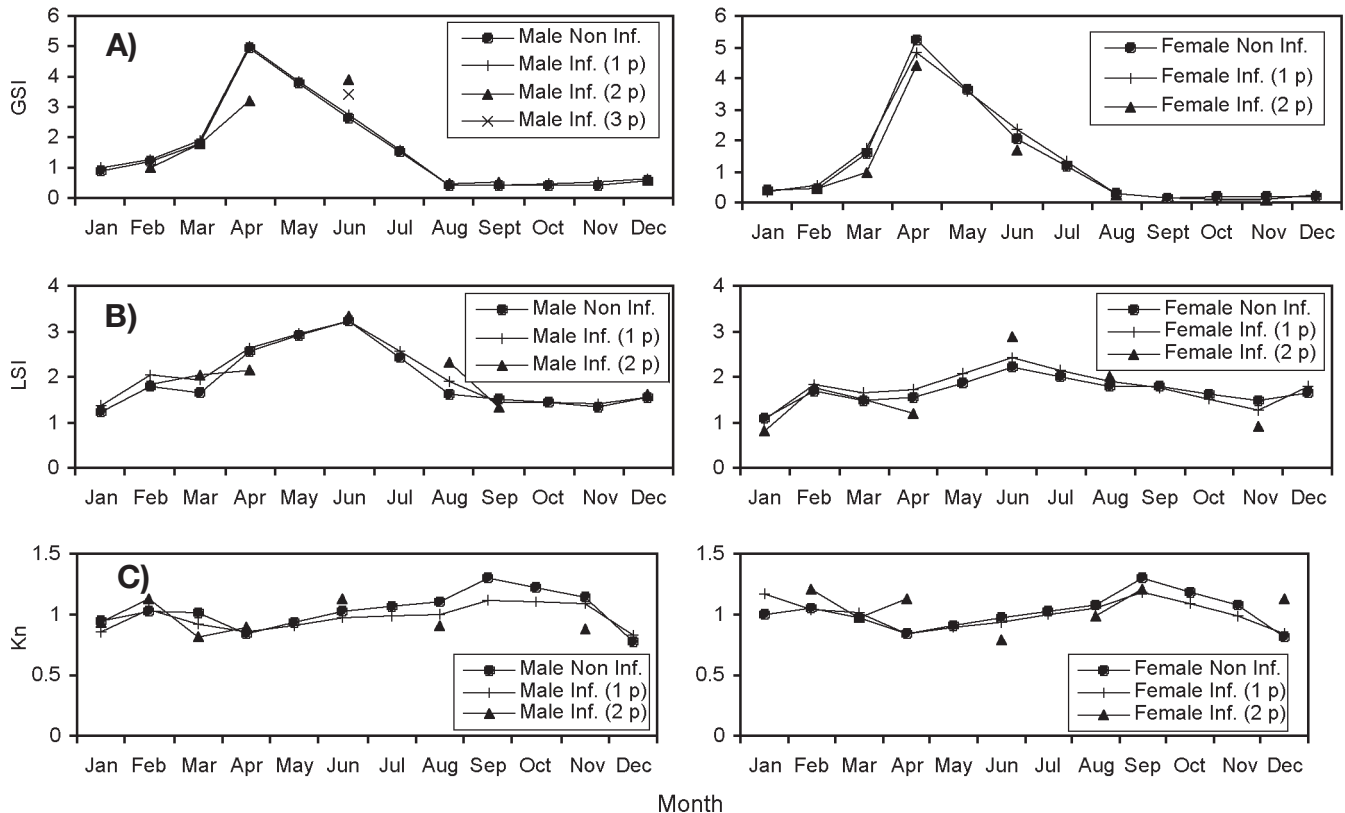 A)
GSI
6
5
4
3
2
1
0
Male Non Inf.
Male Inf. (1 p)
Male Inf. (2 p)
Male Inf. (3 p)
Jan Feb Mar Apr May Jun Jul Aug Sept Oct Nov Dec
6
5
4
3
2
1
0
Female Non Inf.
Female Inf. (1 p)
Female Inf. (2 p)
Jan Feb Mar Apr May Jun Jul Aug Sept Oct Nov Dec
B)
LSI
4
3
2
1
0
Male Non Inf.
Male Inf. (1 p)
Male Inf. (2 p)
Jan Feb Mar Apr May Jun Jul Aug Sep Oct Nov Dec
4
3
2
1
0
Female Non Inf.
Female Inf. (1 p)
Female Inf. (2 p)
Jan Feb Mar Apr May Jun Jul Aug Sep Oct Nov Dec
C)
Kn
1.5
1
0.5
0
Male Non Inf.
Male Inf. (1 p)
Male Inf. (2 p)
Jan Feb Mar Apr May Jun Jul Aug Sep Oct Nov Dec
1.5
1
0.5
0
Female Non Inf.
Female Inf. (1 p)
Female Inf. (2 p)
Jan Feb Mar Apr May Jun Jul Aug Sep Oct Nov Dec
Month